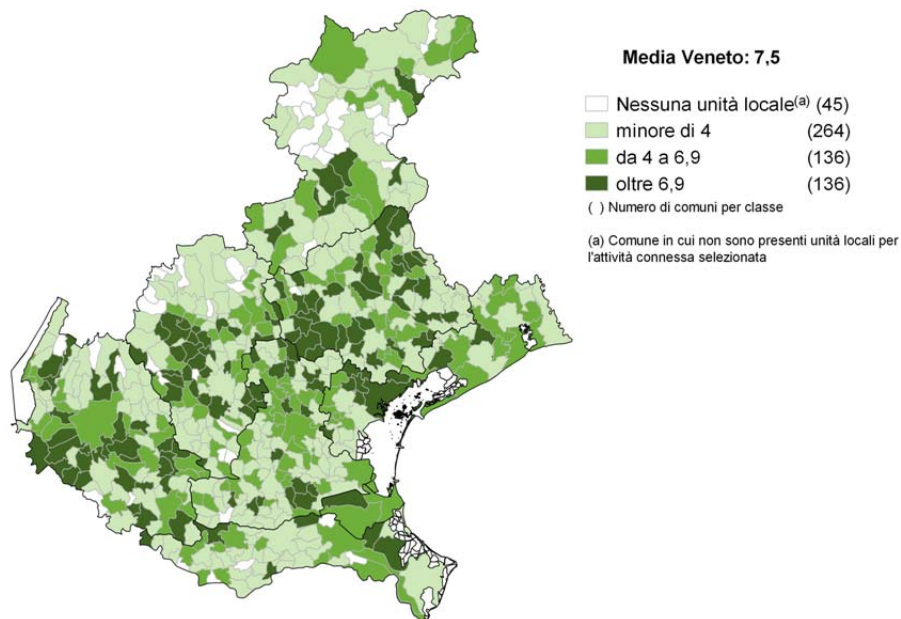 Media Veneto: 7,5
Nessuna unità locale(a) (45)
minore di 4 (264)
da 4 a 6,9 (136)
oltre 6,9 (136)
( ) Numero di comuni per classe
(a) Comune in cui non sono presenti unità locali per
l'attività connessa selezionata